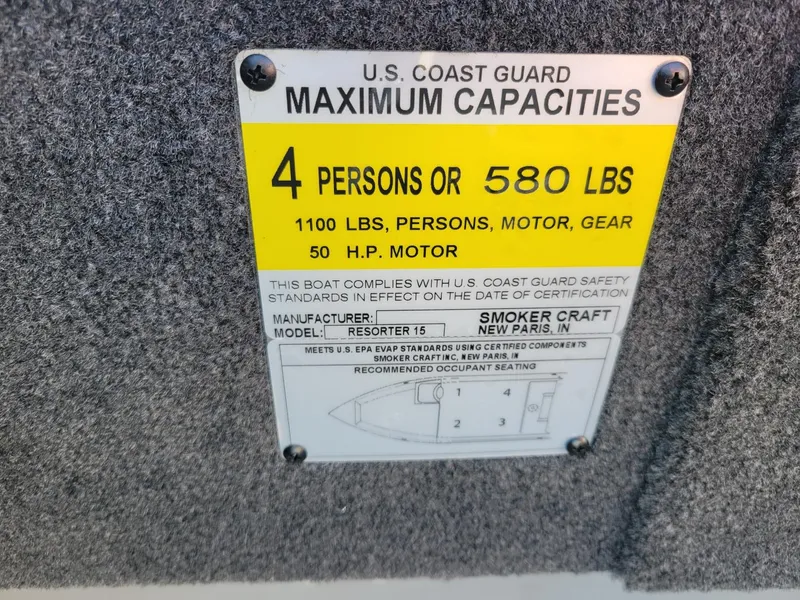 U.S. COAST GUARD
MAXIMUM CAPACITIES
4 PERSONS OR 580 LBS
1100 LBS, PERSONS, MOTOR, GEAR
50 H.P. MOTOR
THIS BOAT COMPLIES WITH U.S. COAST GUARD SAFETY
STANDARDS IN EFFECT ON THE DATE OF CERTIFICATION
MANUFACTURER: SMOKER CRAFT
MODEL: RESORTER 15 NEW PARIS, IN
MEETS U.S. EPA EVAP STANDARDS USING CERTIFIED COMPONENTS
SMOKER CRAFT INC, NEW PARIS, IN
RECOMMENDED OCCUPANT SEATING
1 4
2 3